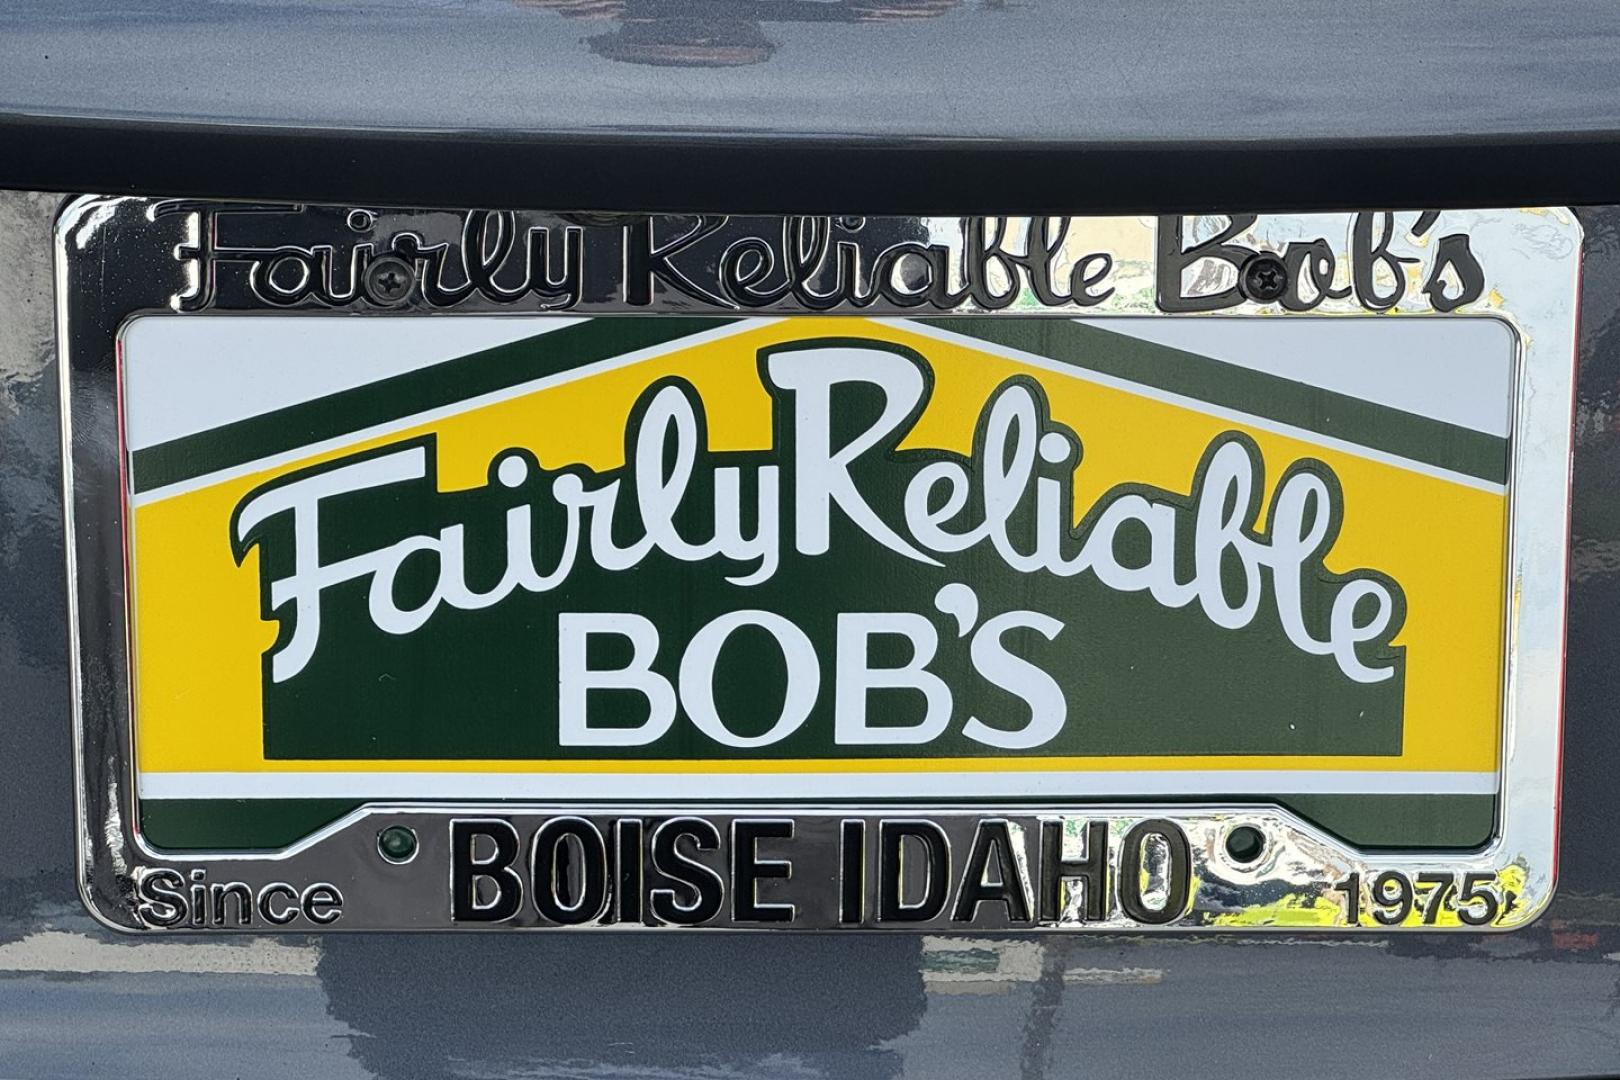 Fairly Reliable Bob's
Fairly Reliable
BOB'S
Since BOISE IDAHO 1975